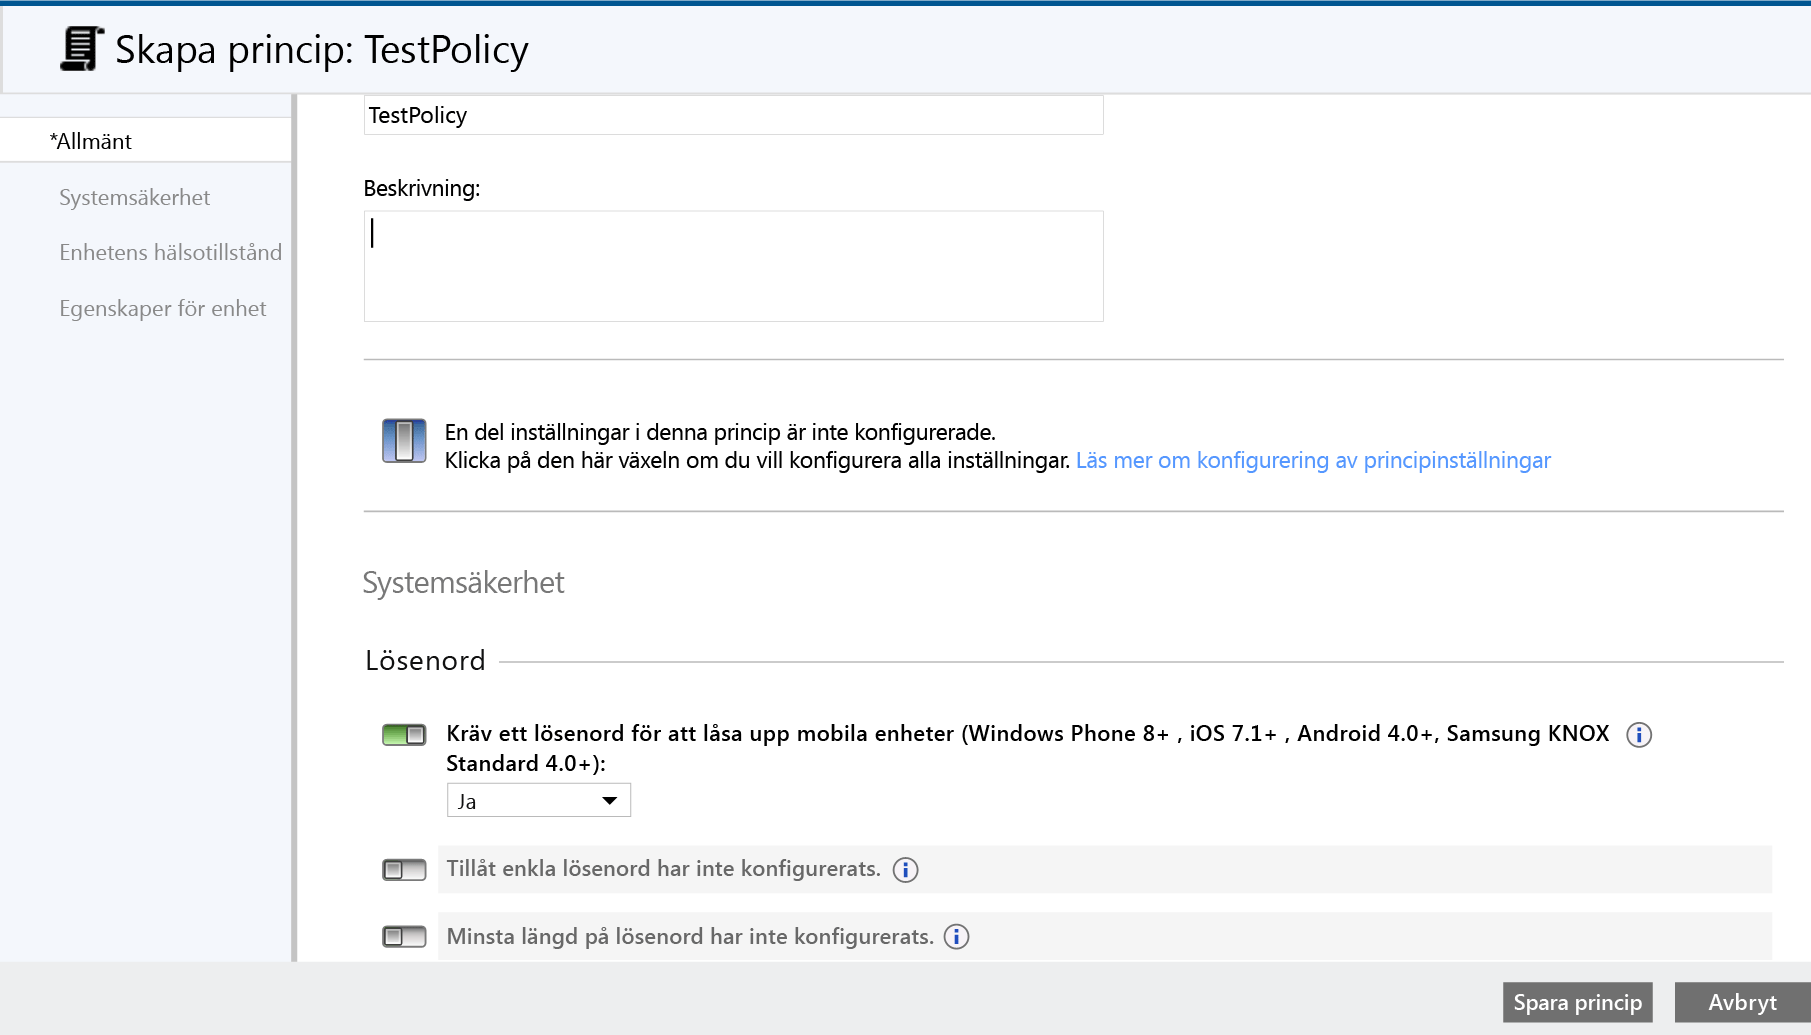 Skapa princip: TestPolicy
*Allmänt
Systemsäkerhet
Enhetens hälsotillstånd
Egenskaper för enhet
TestPolicy
Beskrivning:
En del inställningar i denna princip är inte konfigurerade.
Klicka på den här växeln om du vill konfigurera alla inställningar. Läs mer om konfigurering av principinställningar
Systemsäkerhet
Lösenord
Kräv ett lösenord för att låsa upp mobila enheter (Windows Phone 8+ , iOS 7.1+ , Android 4.0+, Samsung KNOX
Standard 4.0+):
Ja
Tillåt enkla lösenord har inte konfigurerats.
Minsta längd på lösenord har inte konfigurerats.
Spara princip
Avbryt